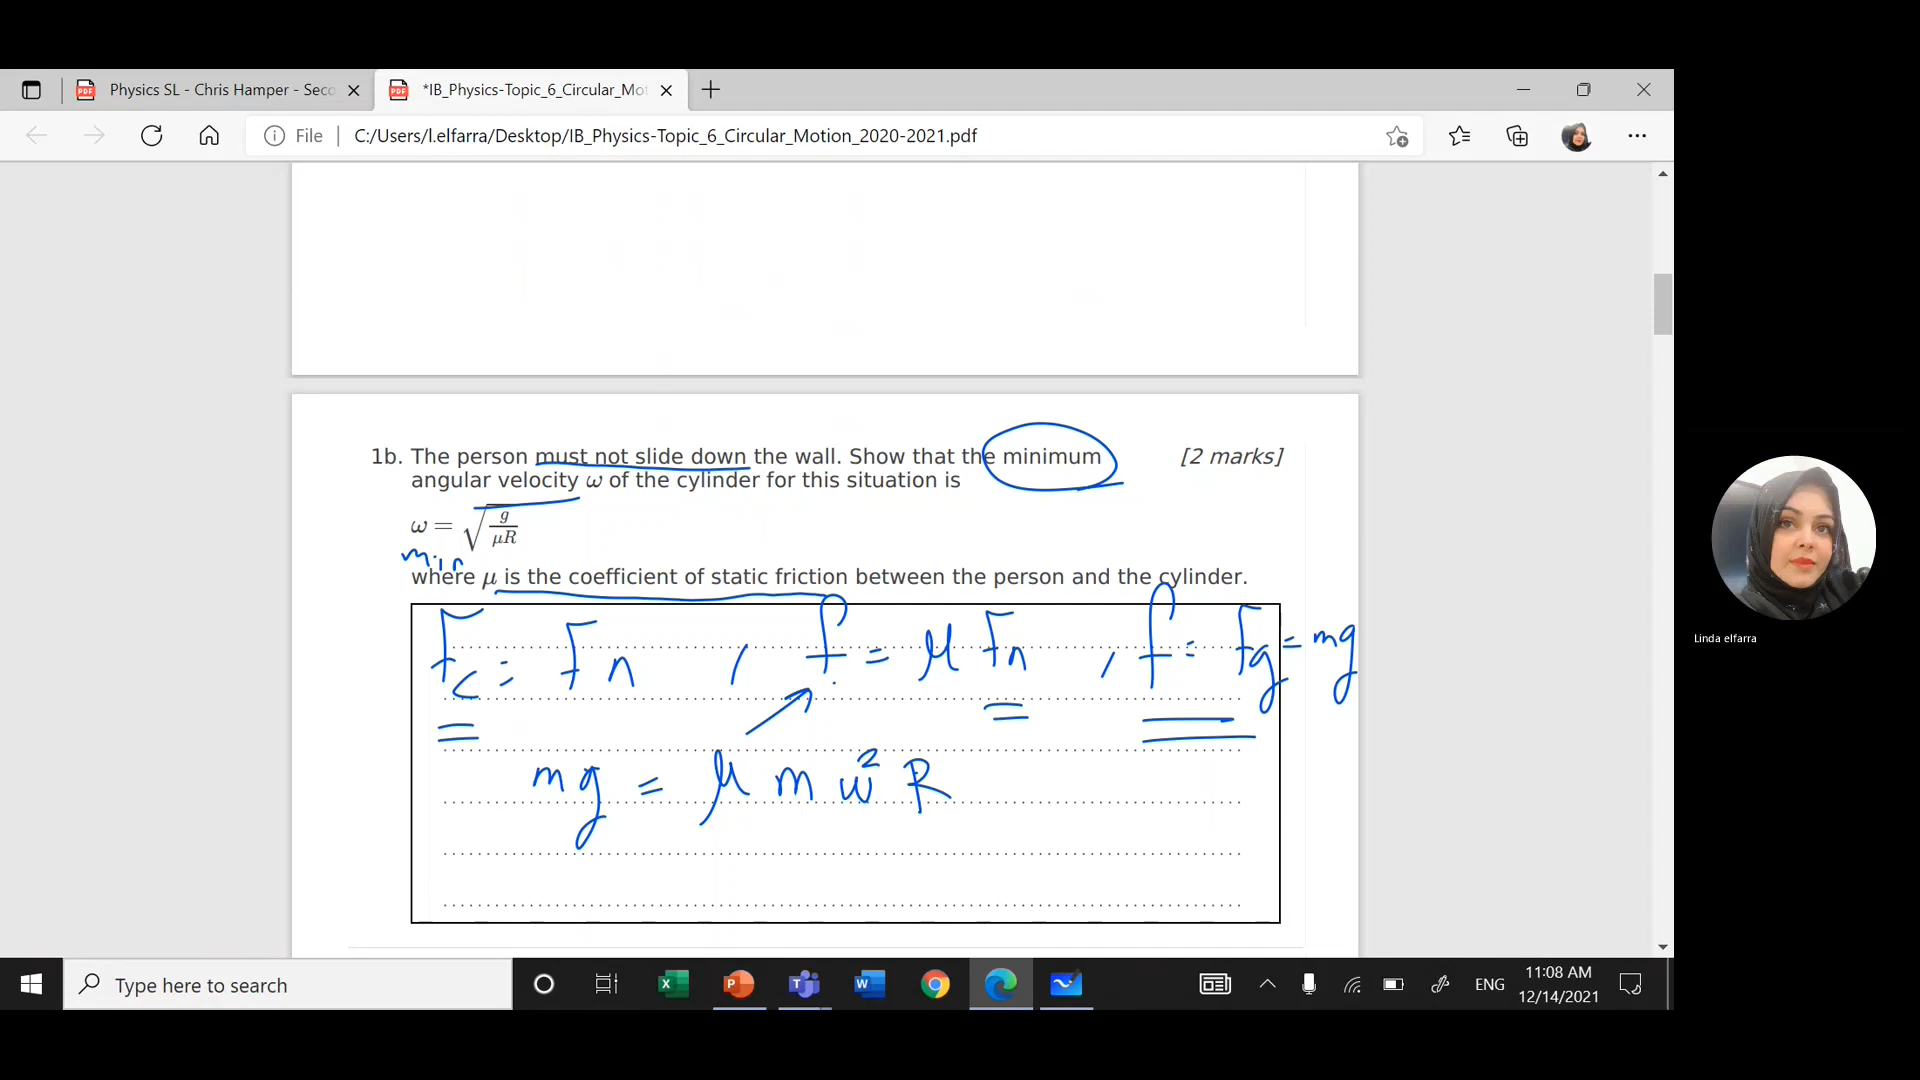 Physics SL - Chris Hamper - Seco
*IB_Physics-Topic_6_Circular_Mot
File
C:/Users/l.elfarra/Desktop/IB_Physics-Topic_6_Circular_Motion_2020-2021.pdf
1b. The person must not slide down the wall. Show that the minimum [2 marks]
angular velocity ω of the cylinder for this situation is
ω = √(g/μR)
min
where μ is the coefficient of static friction between the person and the cylinder.
Fc = Fn , f = μ Fn , f = Fg = mg
mg = μ m ω² R
Linda elfarra
Type here to search
ENG
11:08 AM
12/14/2021